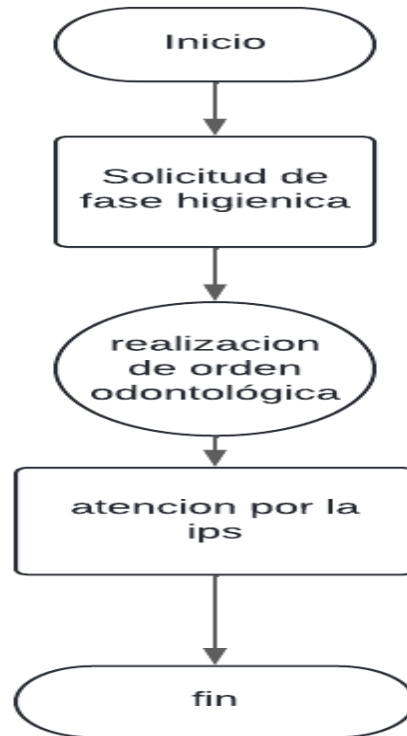 Inicio
Solicitud de
fase higienica
realizacion
de orden
odontológica
atencion por la
ips
fin